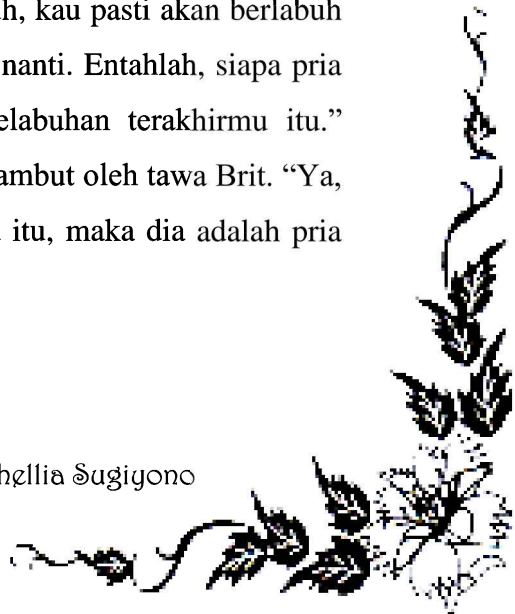 h, kau pasti akan berlabuh
nanti. Entahlah, siapa pria
elabuhan terakhirmu itu.”
ambut oleh tawa Brit. “Ya,
itu, maka dia adalah pria
hellia Sugiyono